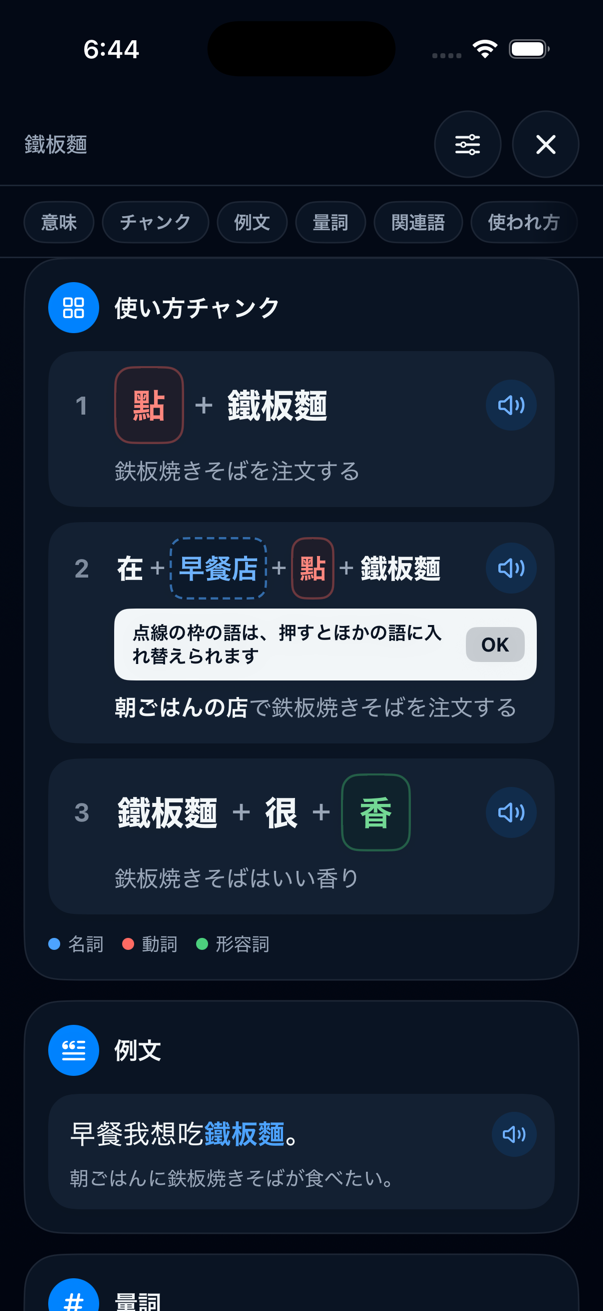 6:44
鐵板麵
意味 チャンク 例文 量詞 関連語 使われ方
使い方チャンク
1 點 + 鐵板麵
鉄板焼きそばを注文する
2 在 + 早餐店 + 點 + 鐵板麵
点線の枠の語は、押すとほかの語に入
れ替えられます
OK
朝ごはんの店で鉄板焼きそばを注文する
3 鐵板麵 + 很 + 香
鉄板焼きそばはいい香り
名詞 動詞 形容詞
例文
早餐我想吃鐵板麵。
朝ごはんに鉄板焼きそばが食べたい。
# 量詞